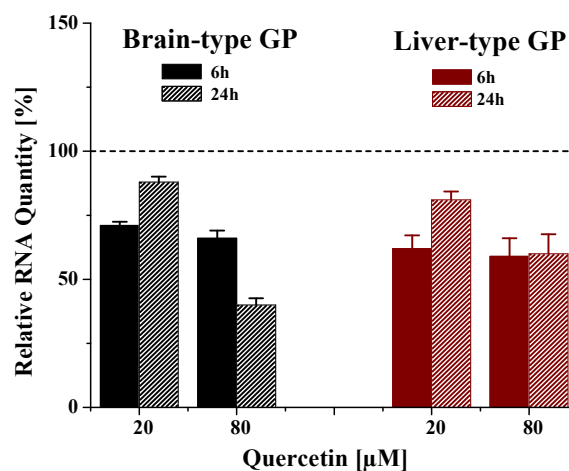 150
Brain-type GP
Liver-type GP
6h
24h
6h
24h
100
50
0
Relative RNA Quantity [%]
20
80
20
80
Quercetin [µM]